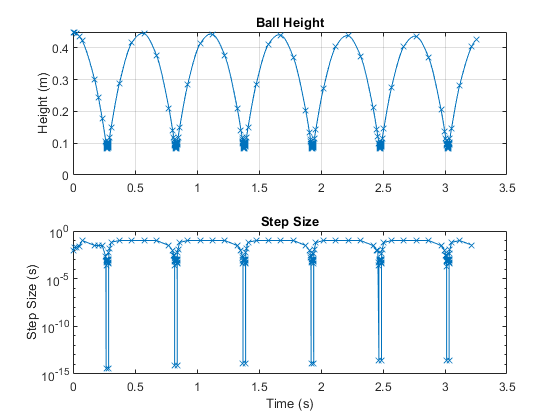 Ball Height
0.4
0.3
0.2
0.1
0
Height (m)
0 0.5 1 1.5 2 2.5 3 3.5
Step Size
10^0
10^-5
10^-10
10^-15
Step Size (s)
0 0.5 1 1.5 2 2.5 3 3.5
Time (s)